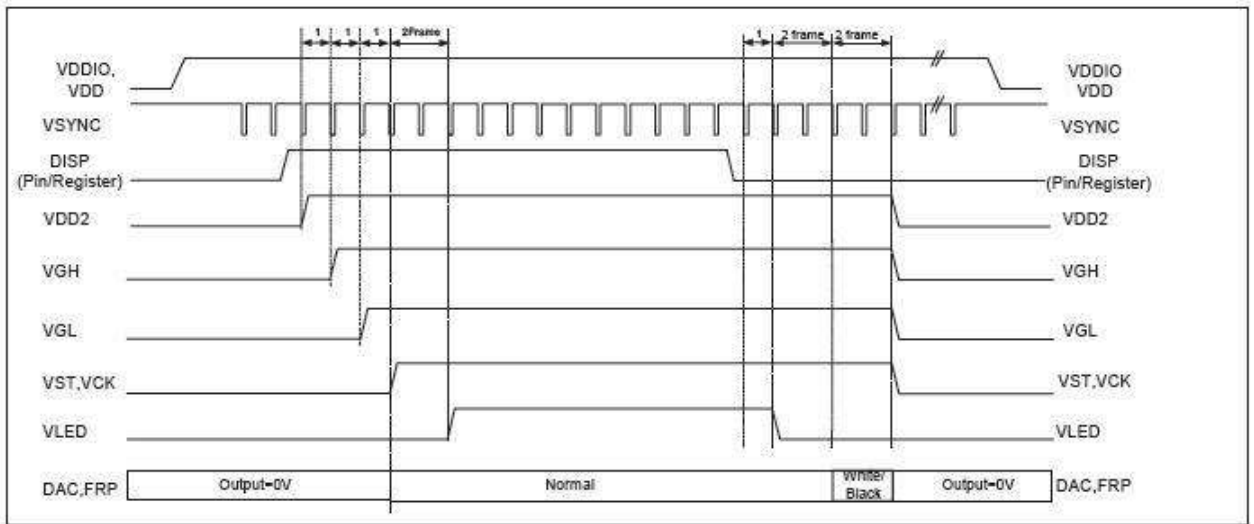 1 1 1 2Frame 1 2 frame 2 frame
VDDIO, VDDIO
VDD VDD
VSYNC VSYNC
DISP DISP
(Pin/Register) (Pin/Register)
VDD2 VDD2
VGH VGH
VGL VGL
VST,VCK VST,VCK
VLED VLED
DAC,FRP Output=0V Normal White/ Output=0V DAC,FRP
Black